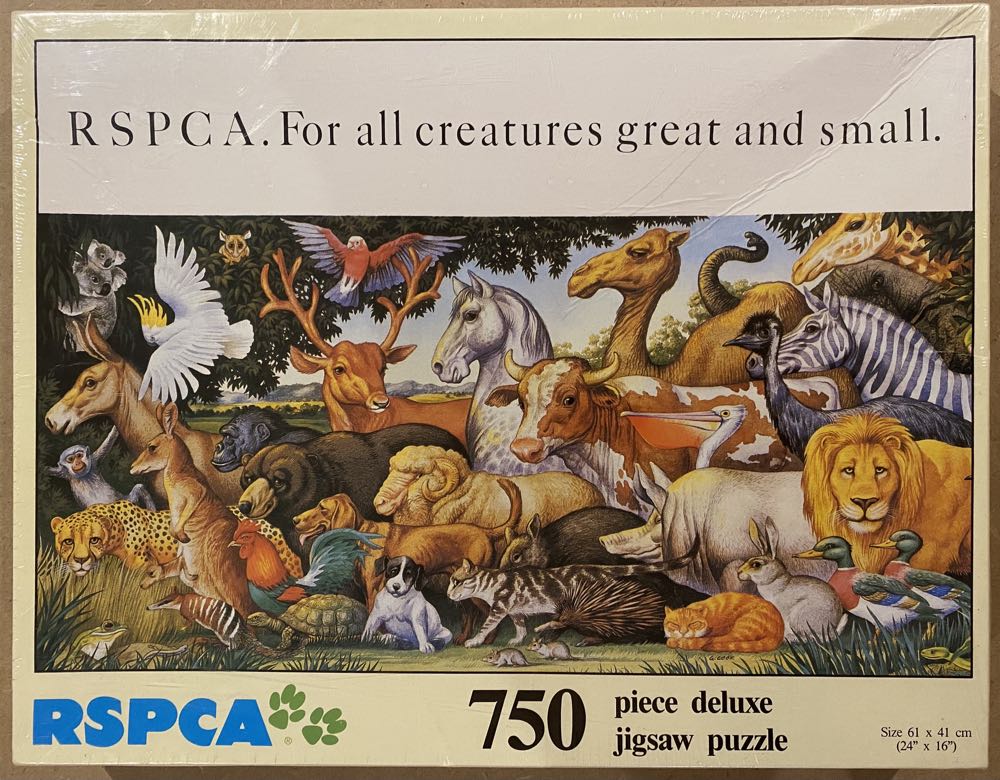 RSPCA. For all creatures great and small.
RSPCA ®
750
piece deluxe
jigsaw puzzle
Size 61 x 41 cm
(24" x 16")